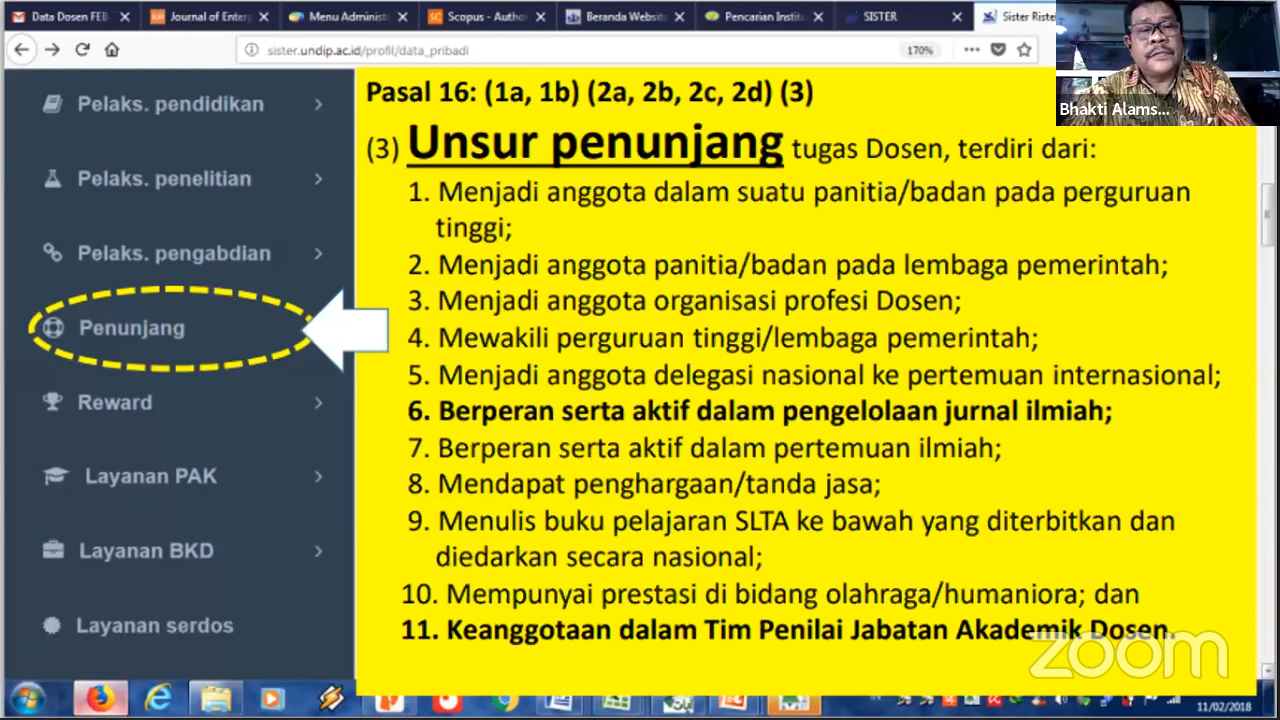 Data Dosen FEB
Journal of Enterp
Menu Administr
Scopus - Autho
Beranda Website
Pencarian Institu
SISTER
Sister Riste
sister.undip.ac.id/profil/data_pribadi
170%
Bhakti Alams...
Pelaks. pendidikan
Pelaks. penelitian
Pelaks. pengabdian
Penunjang
Reward
Layanan PAK
Layanan BKD
Layanan serdos
Pasal 16: (1a, 1b) (2a, 2b, 2c, 2d) (3)
(3) Unsur penunjang tugas Dosen, terdiri dari:
1. Menjadi anggota dalam suatu panitia/badan pada perguruan
tinggi;
2. Menjadi anggota panitia/badan pada lembaga pemerintah;
3. Menjadi anggota organisasi profesi Dosen;
4. Mewakili perguruan tinggi/lembaga pemerintah;
5. Menjadi anggota delegasi nasional ke pertemuan internasional;
6. Berperan serta aktif dalam pengelolaan jurnal ilmiah;
7. Berperan serta aktif dalam pertemuan ilmiah;
8. Mendapat penghargaan/tanda jasa;
9. Menulis buku pelajaran SLTA ke bawah yang diterbitkan dan
diedarkan secara nasional;
10. Mempunyai prestasi di bidang olahraga/humaniora; dan
11. Keanggotaan dalam Tim Penilai Jabatan Akademik Dosen.
zoom
11/02/2018